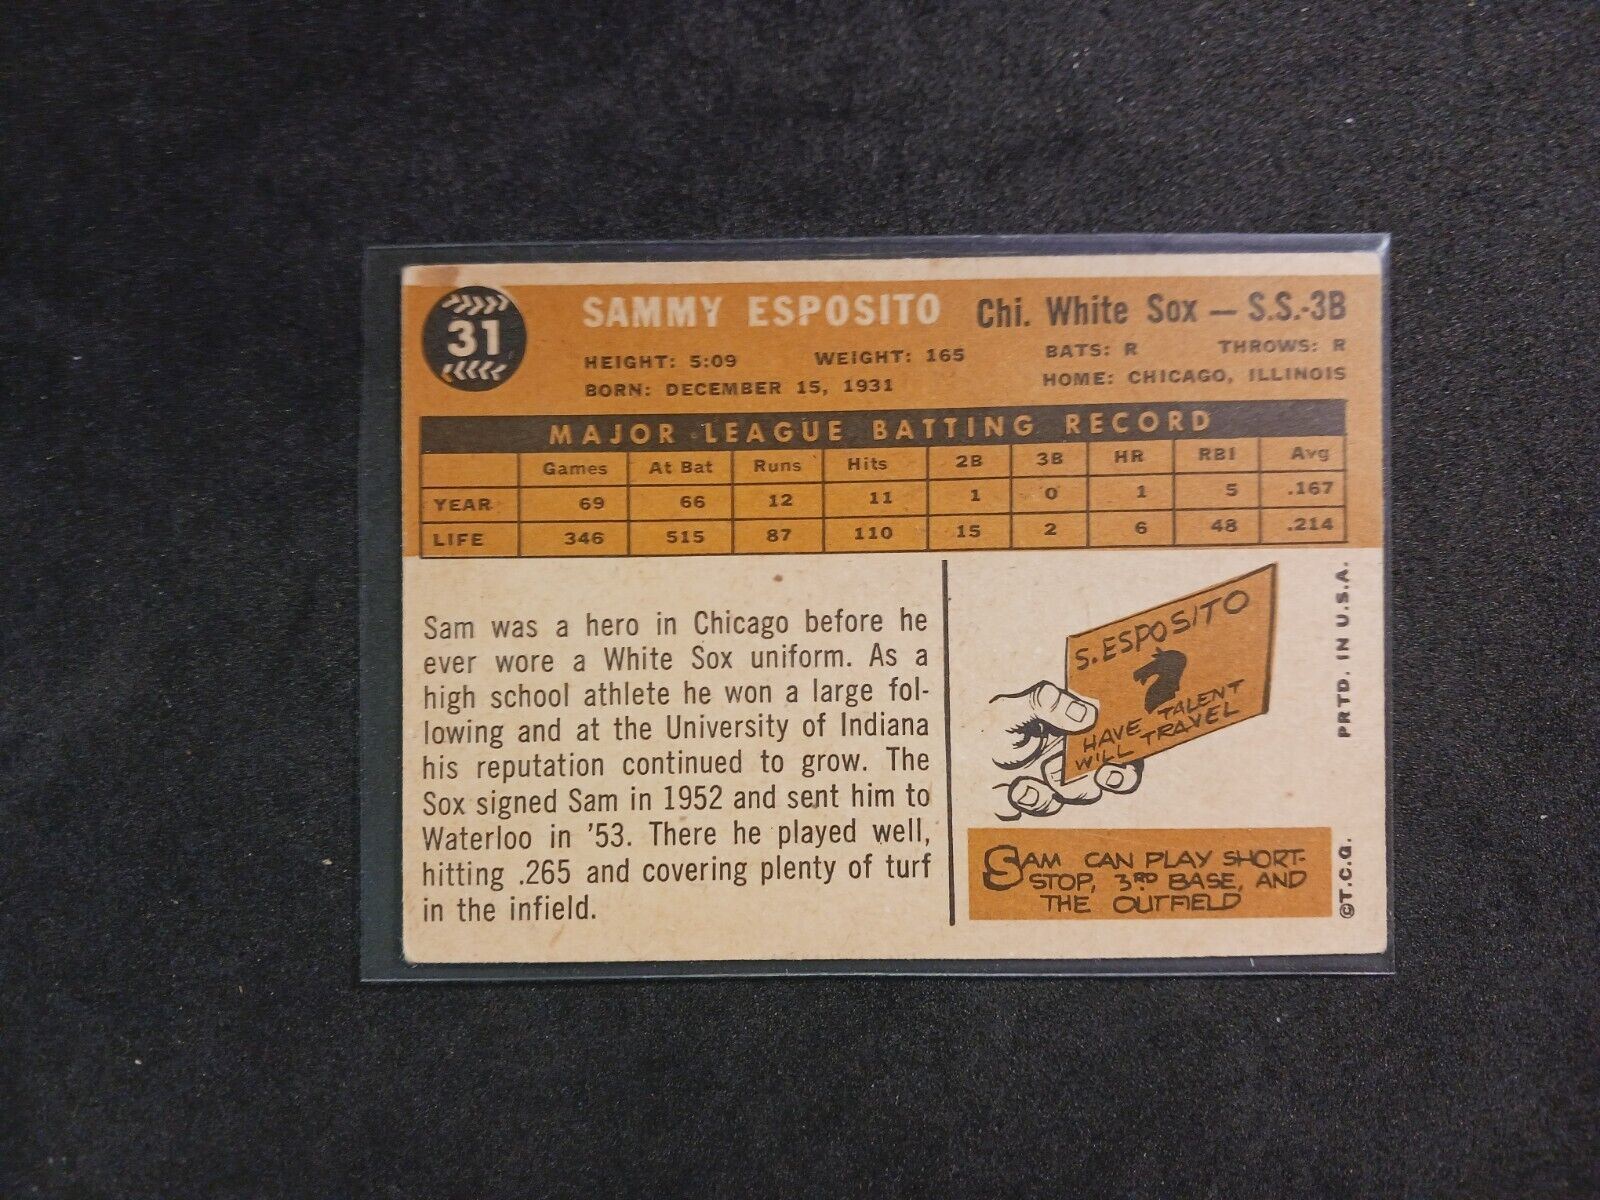 31
SAMMY ESPOSITO Chi. White Sox — S.S.-3B
HEIGHT: 5:09 WEIGHT: 165 BATS: R THROWS: R
BORN: DECEMBER 15, 1931 HOME: CHICAGO, ILLINOIS
MAJOR LEAGUE BATTING RECORD
Games At Bat Runs Hits 2B 3B HR RBI Avg
YEAR 69 66 12 11 1 0 1 5 .167
LIFE 346 515 87 110 15 2 6 48 .214
Sam was a hero in Chicago before he
ever wore a White Sox uniform. As a
high school athlete he won a large fol-
lowing and at the University of Indiana
his reputation continued to grow. The
Sox signed Sam in 1952 and sent him to
Waterloo in '53. There he played well,
hitting .265 and covering plenty of turf
in the infield.
S. ESPOSITO
HAVE TALENT
WILL TRAVEL
SAM CAN PLAY SHORT-
STOP, 3RD BASE, AND
THE OUTFIELD
©T.C.G. PRTD. IN U.S.A.